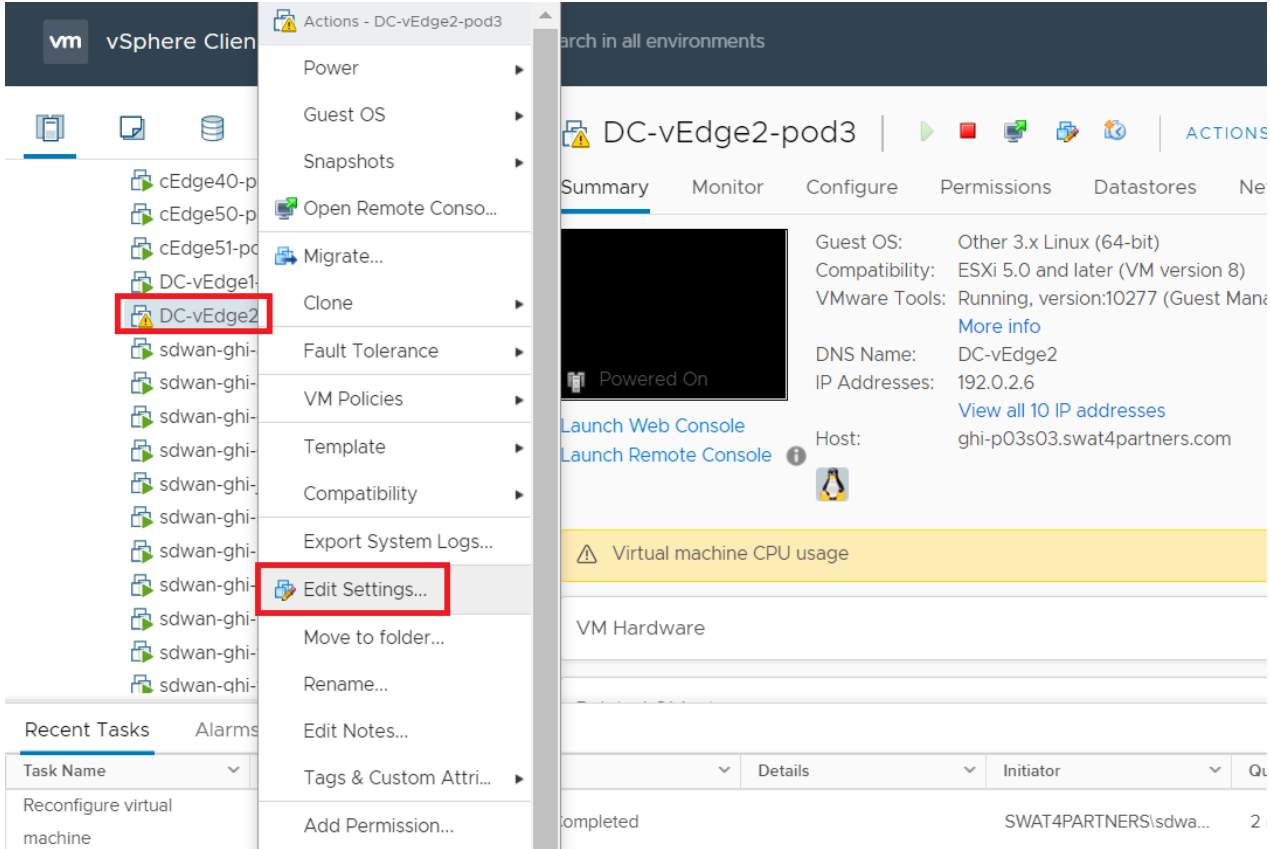 vm vSphere Clien
arch in all environments
cEdge40-p
cEdge50-p
cEdge51-po
DC-vEdge1-
DC-vEdge2
sdwan-ghi-
sdwan-ghi-
sdwan-ghi-
sdwan-ghi-
sdwan-ghi-
sdwan-ghi-
sdwan-ghi-
sdwan-ghi-
sdwan-ghi-
sdwan-ghi-
sdwan-ghi-
Actions - DC-vEdge2-pod3
Power
Guest OS
Snapshots
Open Remote Conso...
Migrate...
Clone
Fault Tolerance
VM Policies
Template
Compatibility
Export System Logs...
Edit Settings...
Move to folder...
Rename...
Edit Notes...
Tags & Custom Attri...
Add Permission...
DC-vEdge2-pod3
ACTIONS
Summary Monitor Configure Permissions Datastores Ne
Powered On
Launch Web Console
Launch Remote Console
Guest OS: Other 3.x Linux (64-bit)
Compatibility: ESXi 5.0 and later (VM version 8)
VMware Tools: Running, version:10277 (Guest Mana
More info
DNS Name: DC-vEdge2
IP Addresses: 192.0.2.6
View all 10 IP addresses
Host: ghi-p03s03.swat4partners.com
Virtual machine CPU usage
VM Hardware
Recent Tasks Alarms
Task Name Details Initiator Qu
Reconfigure virtual
machine
Completed
SWAT4PARTNERS\sdwa...
2